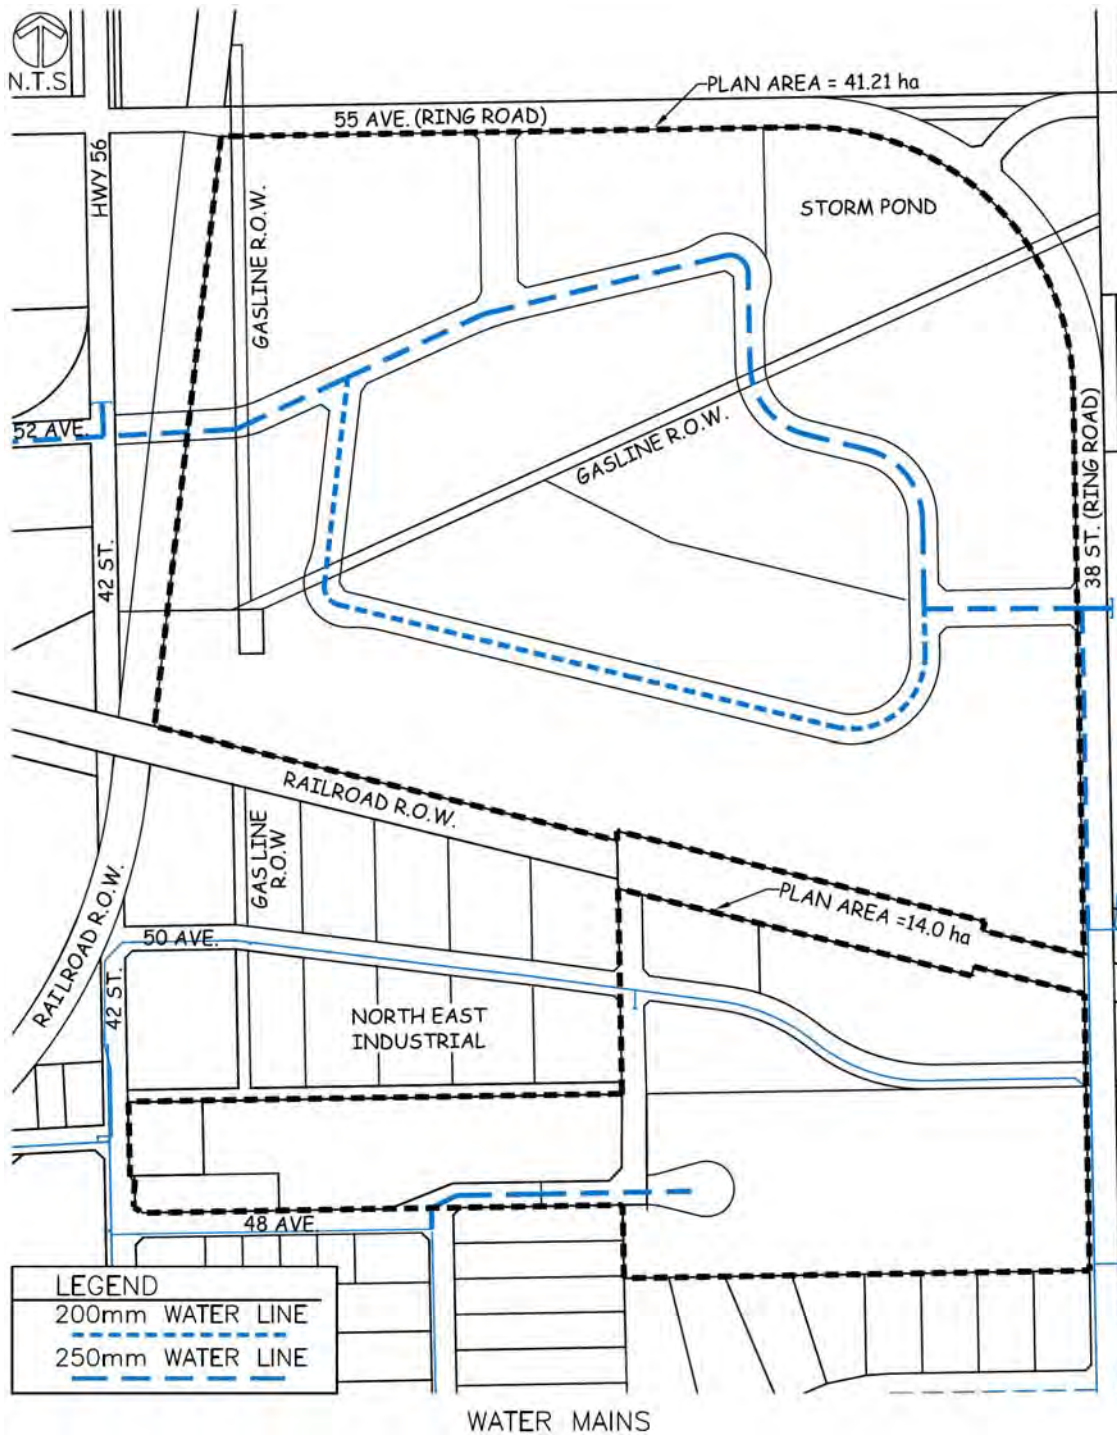 N.T.S
PLAN AREA = 41.21 ha
55 AVE. (RING ROAD)
HWY 56
GASLINE R.O.W.
STORM POND
GASLINE R.O.W.
52 AVE.
38 ST. (RING ROAD)
42 ST.
RAILROAD R.O.W.
GAS LINE
R.O.W
PLAN AREA =14.0 ha
RAILROAD R.O.W.
50 AVE.
42 ST.
NORTH EAST
INDUSTRIAL
48 AVE.
LEGEND
200mm WATER LINE
250mm WATER LINE
WATER MAINS